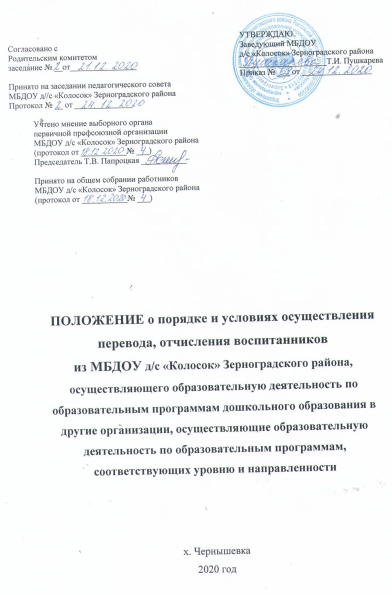 Согласовано с
Родительским комитетом
заседание № 2 от 21.12.2020
Принято на заседании педагогического совета
МБДОУ д/с «Колосок» Зерноградского района
Протокол № 2 от 24.12.2020
Учтено мнение выборного органа
первичной профсоюзной организации
МБДОУ д/с «Колосок» Зерноградского района
(протокол от 18.12.2020 № 4)
Председатель Т.В. Папроцкая
Принято на общем собрании работников
МБДОУ д/с «Колосок» Зерноградского района
(протокол от 18.12.2020 № 4)
УТВЕРЖДАЮ.
Заведующий МБДОУ
д/с «Колосок» Зерноградского района
Т.И. Пушкарева
Приказ № от 24.12.2020
ПОЛОЖЕНИЕ о порядке и условиях осуществления
перевода, отчисления воспитанников
из МБДОУ д/с «Колосок» Зерноградского района,
осуществляющего образовательную деятельность по
образовательным программам дошкольного образования в
другие организации, осуществляющие образовательную
деятельность по образовательным программам,
соответствующих уровню и направленности
х. Чернышевка
2020 год